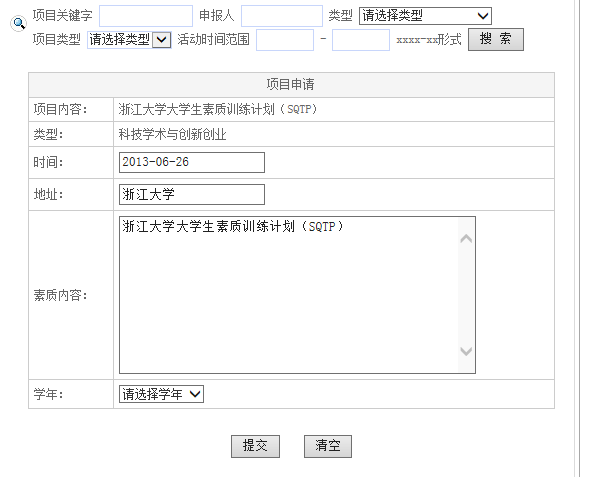 项目关键字 申报人 类型 请选择类型
项目类型 请选择类型 活动时间范围 - xxxx-xx形式 搜 索
项目申请
项目内容: 浙江大学大学生素质训练计划（SQTP）
类型: 科技学术与创新创业
时间: 2013-06-26
地址: 浙江大学
浙江大学大学生素质训练计划（SQTP）
素质内容:
学年: 请选择学年
提交 清空